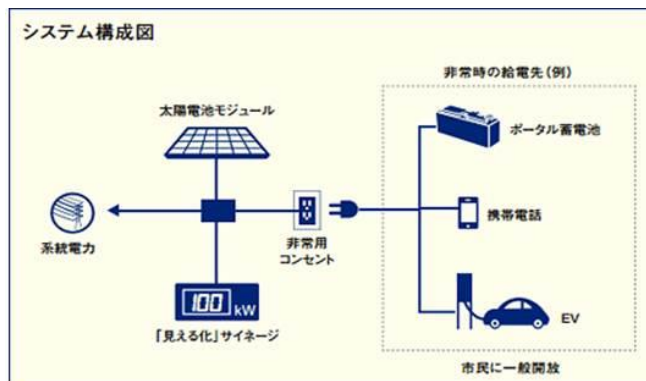 システム構成図
非常時の給電先(例)
太陽電池モジュール
ポータル蓄電池
系統電力
非常用
コンセント
携帯電話
100 kW
「見える化」サイネージ
EV
市民に一般開放